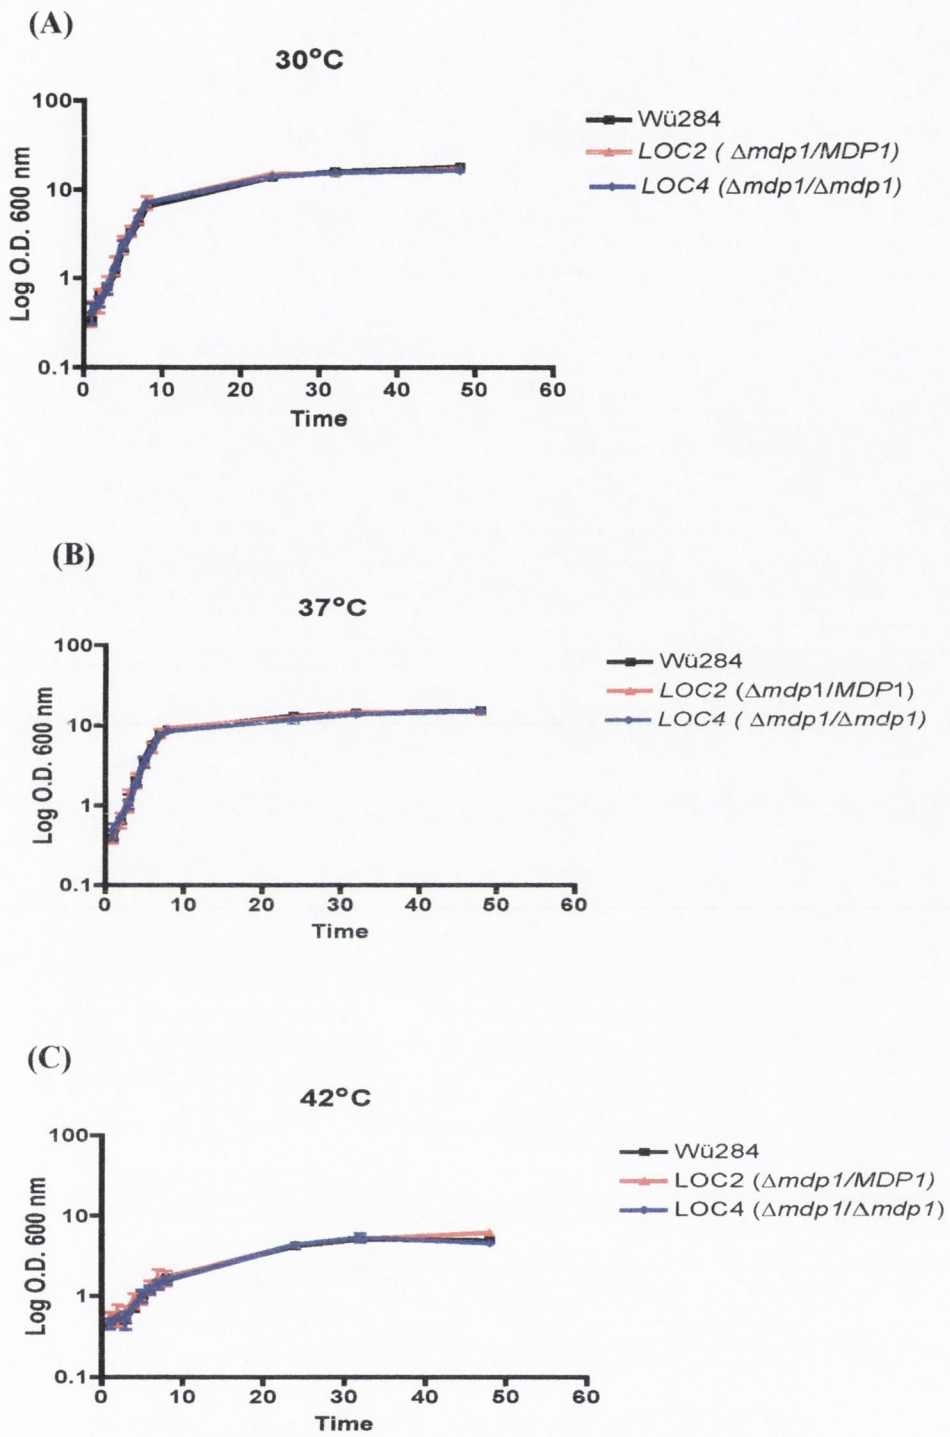 (A)
30°C
100
10
1
0.1
Log O.D. 600 nm
0 10 20 30 40 50 60
Time
Wü284
LOC2 ( Δmdp1/MDP1)
LOC4 (Δmdp1/Δmdp1)
(B)
37°C
100
10
1
0.1
Log O.D. 600 nm
0 10 20 30 40 50 60
Time
Wü284
LOC2 (Δmdp1/MDP1)
LOC4 ( Δmdp1/Δmdp1)
(C)
42°C
100
10
1
0.1
Log O.D. 600 nm
0 10 20 30 40 50 60
Time
Wü284
LOC2 (Δmdp1/MDP1)
LOC4 (Δmdp1/Δmdp1)